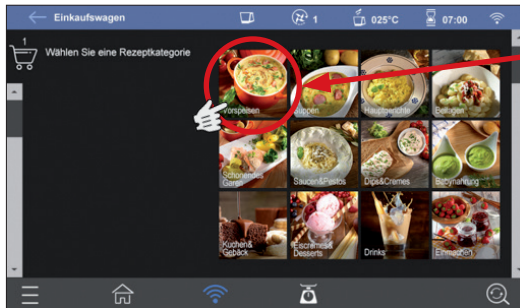 Einkaufswagen
1
025°C
07:00
1
Wählen Sie eine Rezeptkategorie
Vorspeisen
Suppen
Hauptgerichte
Beilagen
Schonendes
Garen
Saucen&Pestos
Dips&Cremes
Babynahrung
Kuchen&
Gebäck
Eiscreme&
Desserts
Drinks
Einmachen